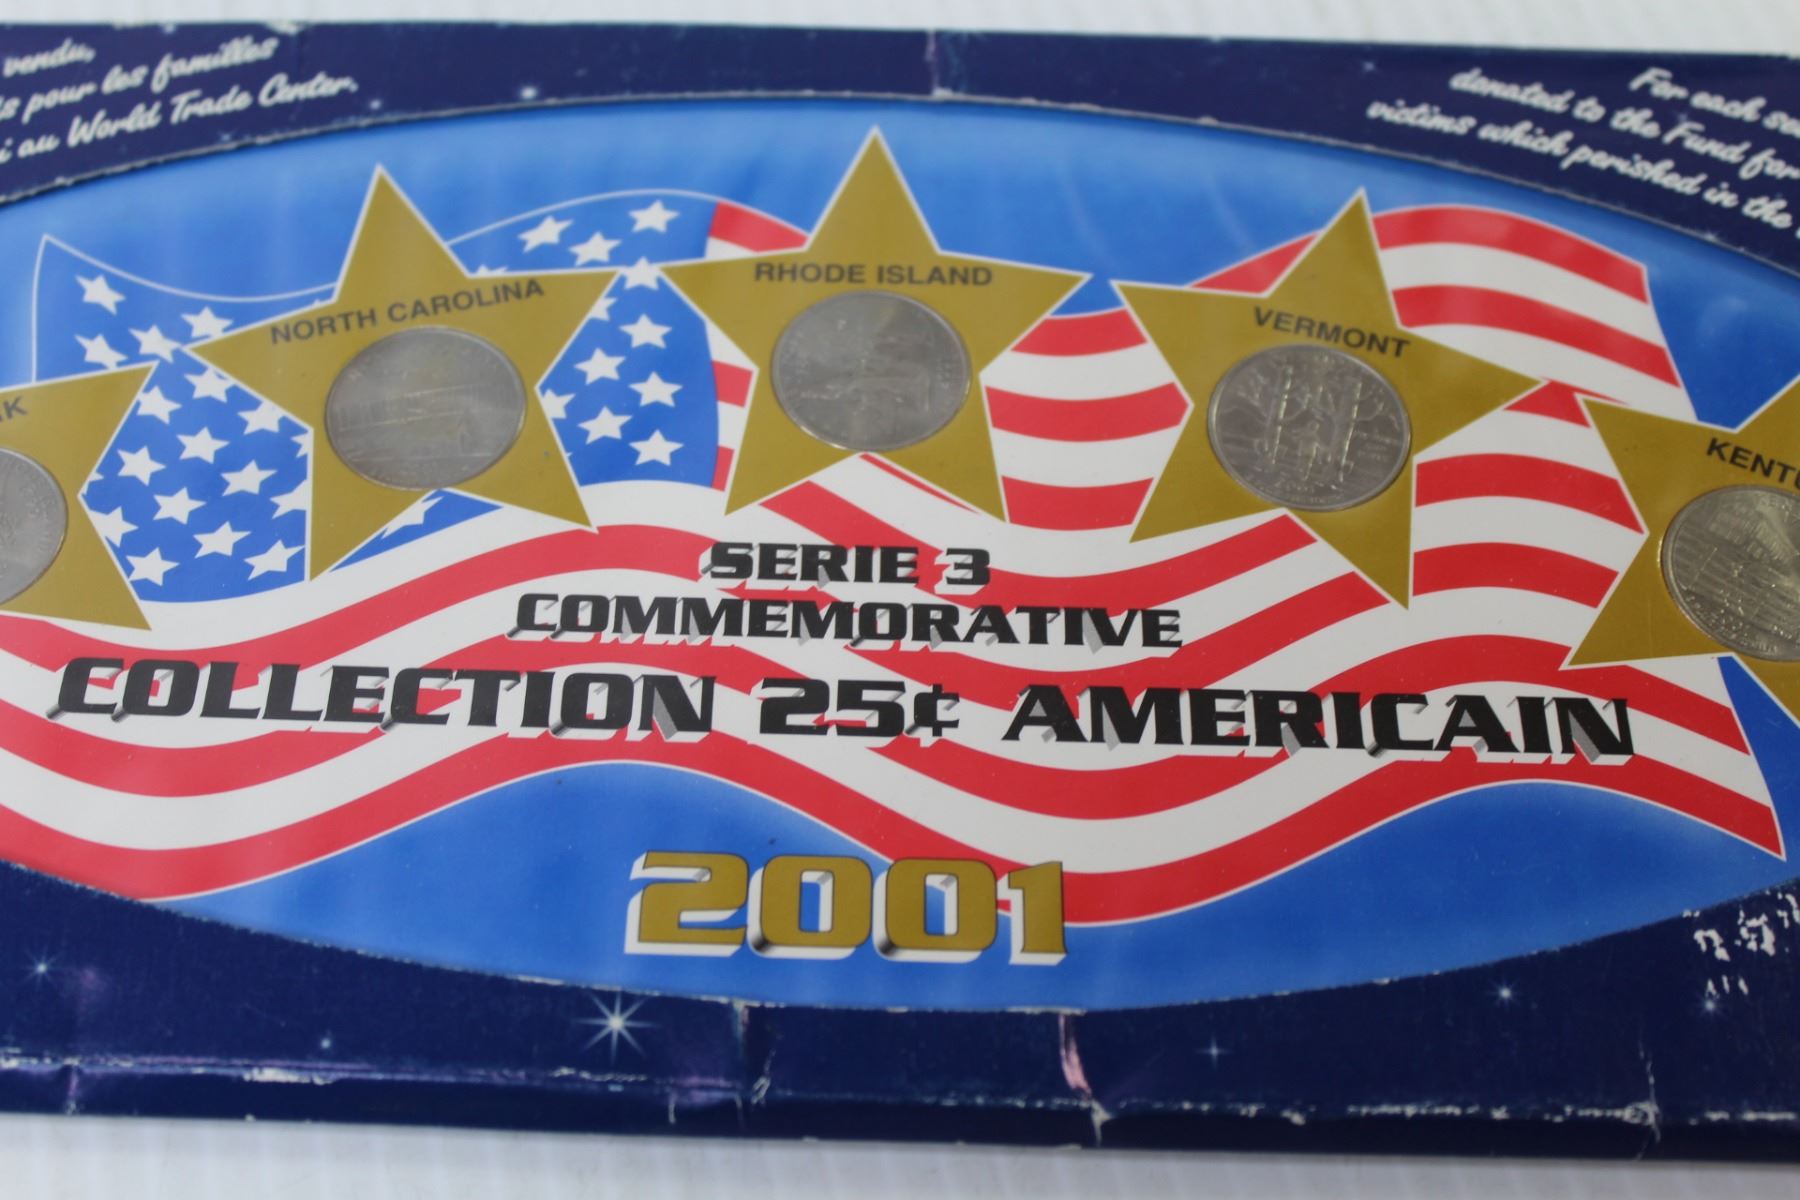 vendu,
pour les familles
au World Trade Center.
For each
donated to the Fund for
victims which perished in the
NORTH CAROLINA
RHODE ISLAND
VERMONT
SERIE 3
COMMEMORATIVE
COLLECTION 25¢ AMERICAIN
2001